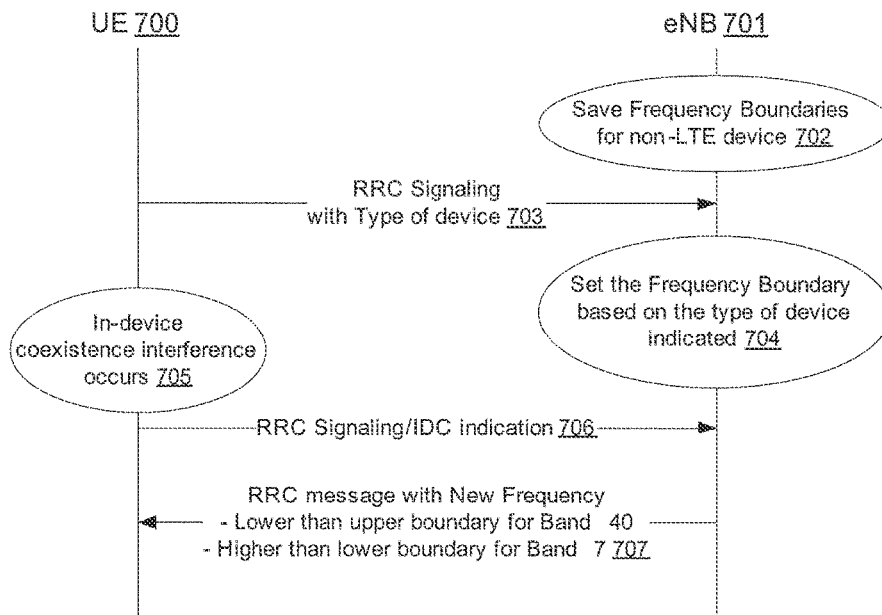 UE 700
eNB 701
Save Frequency Boundaries
for non-LTE device 702
RRC Signaling
with Type of device 703
Set the Frequency Boundary
based on the type of device
indicated 704
In-device
coexistence interference
occurs 705
RRC Signaling/IDC indication 706
RRC message with New Frequency
- Lower than upper boundary for Band 40
- Higher than lower boundary for Band 7 707